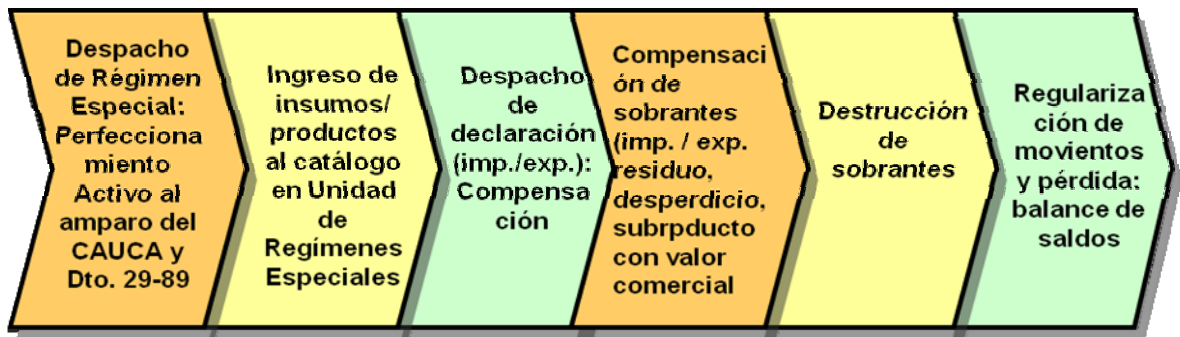 Despacho
de Régimen
Especial:
Perfecciona
miento
Activo al
amparo del
CAUCA y
Dto. 29-89
Ingreso de
insumos/
productos
al catálogo
en Unidad
de
Regímenes
Especiales
Despacho
de
declaración
(imp./exp.):
Compensa
ción
Compensaci
ón de
sobrantes
(imp. / exp.
residuo,
desperdicio,
subrpducto
con valor
comercial
Destrucción
de
sobrantes
Regulariza
ción de
movientos
y pérdida:
balance de
saldos